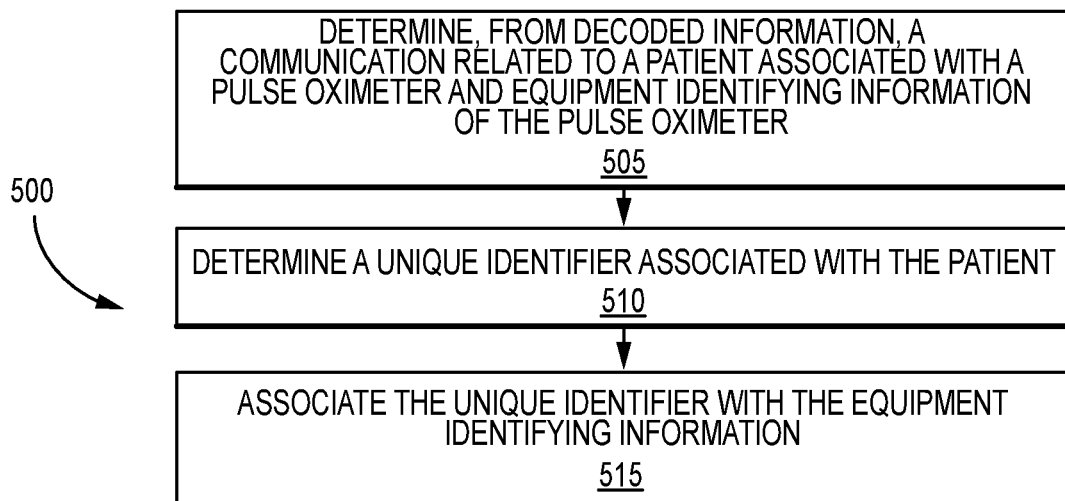 DETERMINE, FROM DECODED INFORMATION, A
COMMUNICATION RELATED TO A PATIENT ASSOCIATED WITH A
PULSE OXIMETER AND EQUIPMENT IDENTIFYING INFORMATION
OF THE PULSE OXIMETER
505
500
DETERMINE A UNIQUE IDENTIFIER ASSOCIATED WITH THE PATIENT
510
ASSOCIATE THE UNIQUE IDENTIFIER WITH THE EQUIPMENT
IDENTIFYING INFORMATION
515